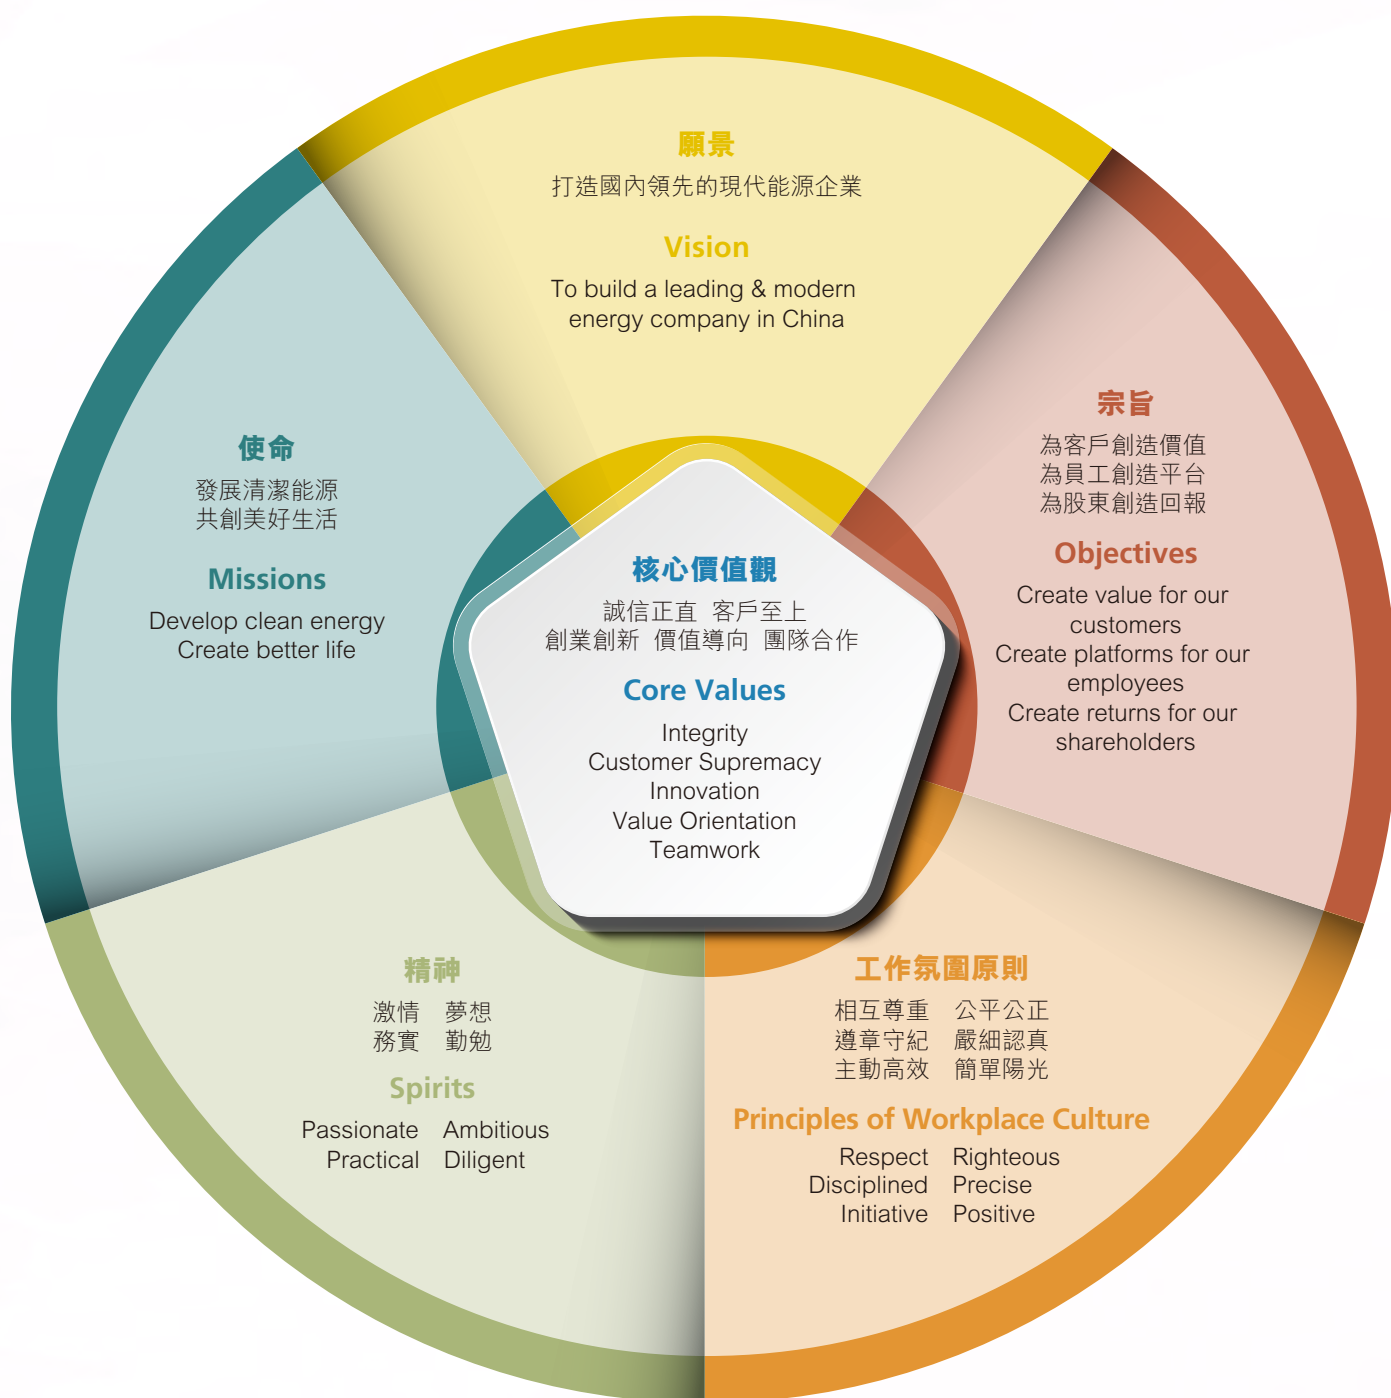 願景
打造國內領先的現代能源企業
Vision
To build a leading & modern
energy company in China
宗旨
為客戶創造價值
為員工創造平台
為股東創造回報
Objectives
Create value for our
customers
Create platforms for our
employees
Create returns for our
shareholders
使命
發展清潔能源
共創美好生活
Missions
Develop clean energy
Create better life
核心價值觀
誠信正直 客戶至上
創業創新 價值導向 團隊合作
Core Values
Integrity
Customer Supremacy
Innovation
Value Orientation
Teamwork
精神
激情 夢想
務實 勤勉
Spirits
Passionate Ambitious
Practical Diligent
工作氛圍原則
相互尊重 公平公正
遵章守紀 嚴細認真
主動高效 簡單陽光
Principles of Workplace Culture
Respect Righteous
Disciplined Precise
Initiative Positive